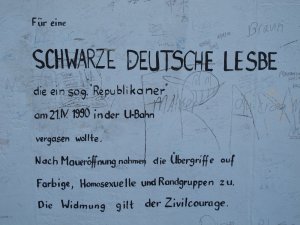 Für eine
SCHWARZE DEUTSCHE LESBE
die ein sog. Republikaner
am 21.IV 1990 in der U-Bahn
vergasen wollte.
Nach Maueröffnung nahmen die Übergriffe auf
Farbige, Homosexuelle und Randgruppen zu.
Die Widmung gilt der Zivilcourage.